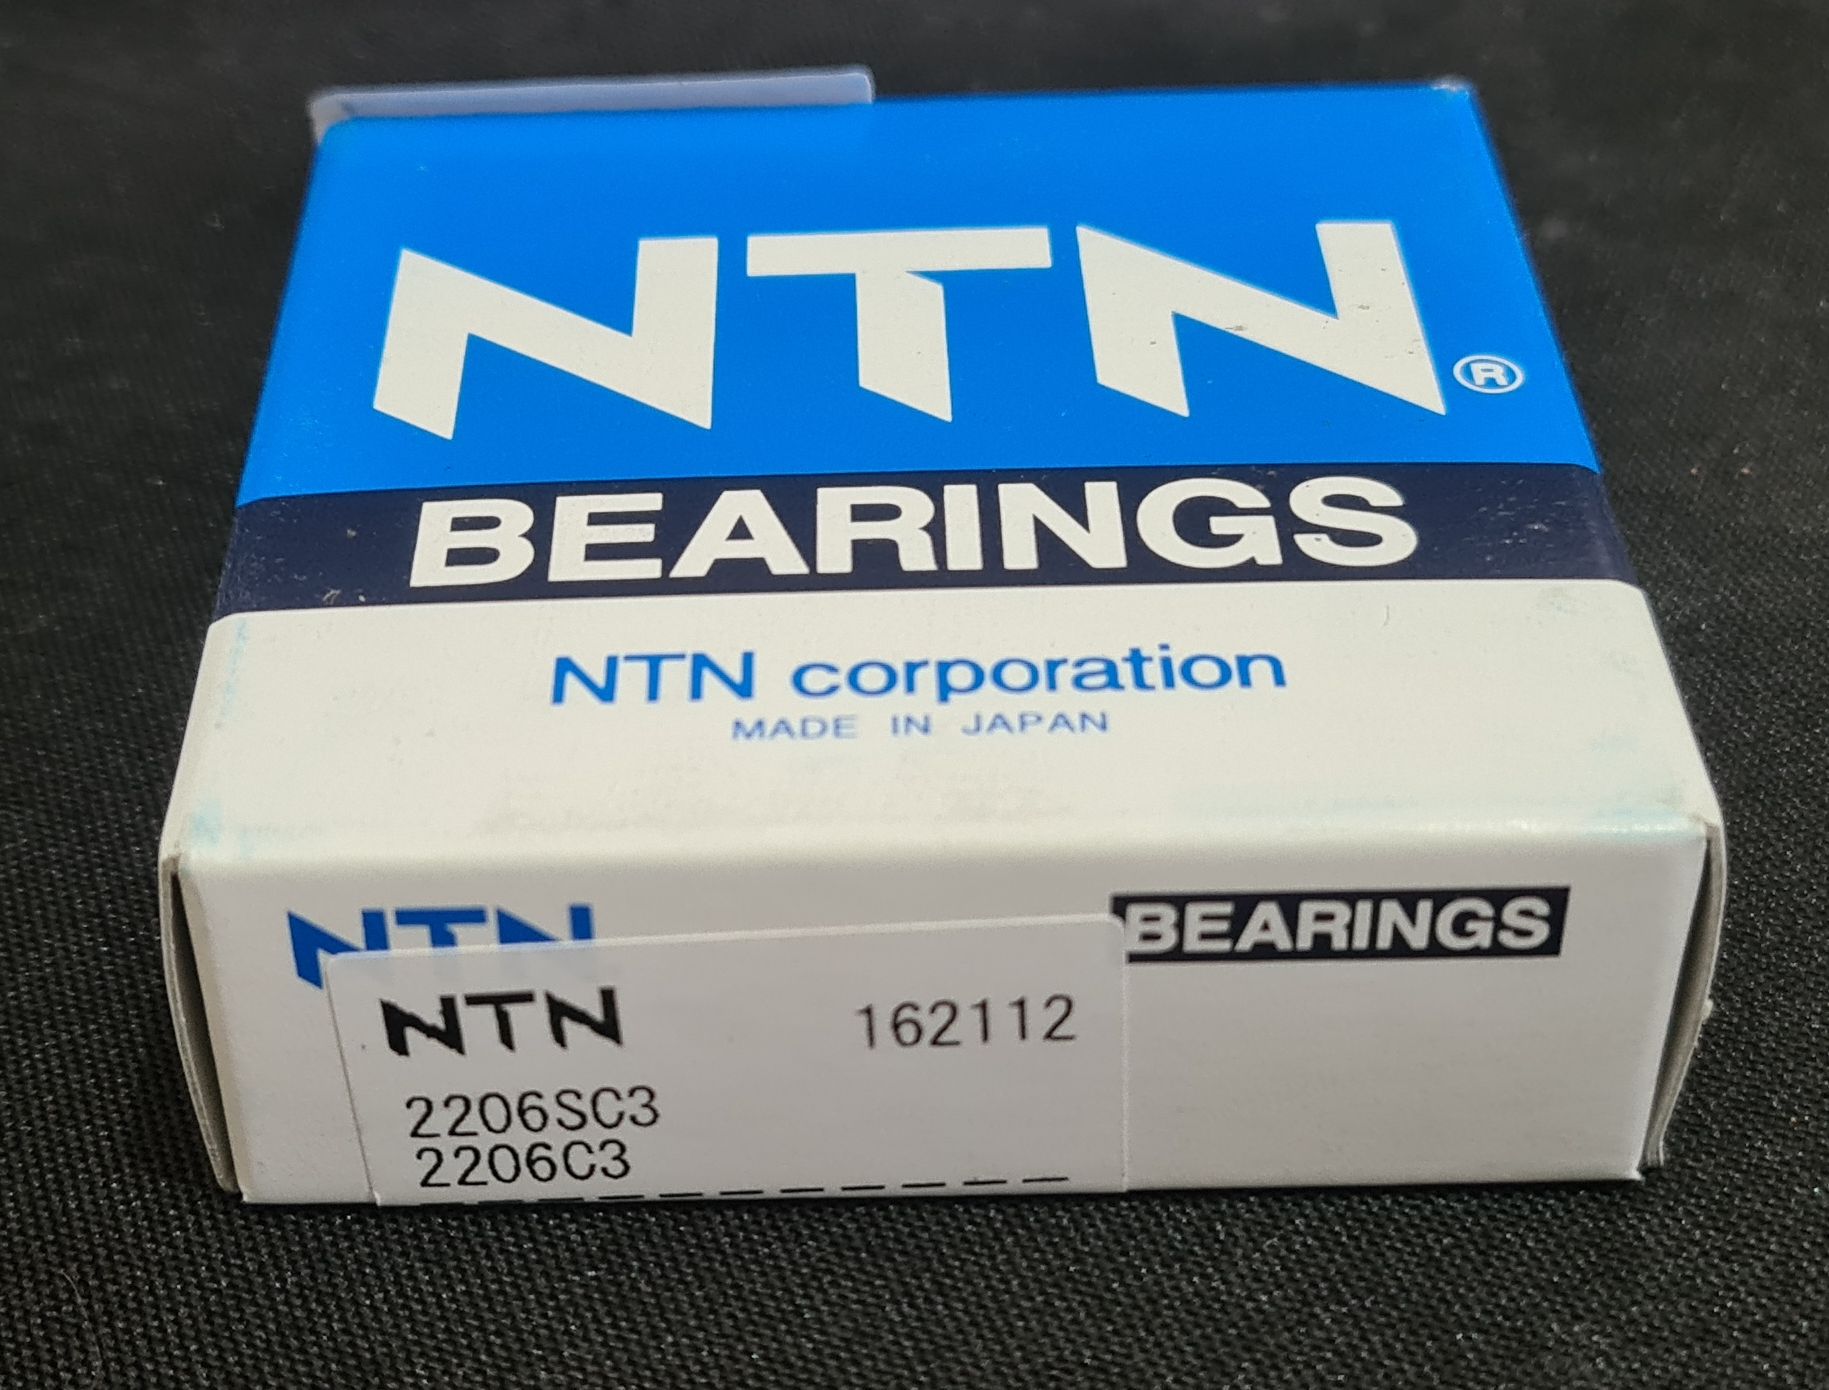 NTN®
BEARINGS
NTN corporation
MADE IN JAPAN
NTN
BEARINGS
NTN 162112
2206SC3
2206C3